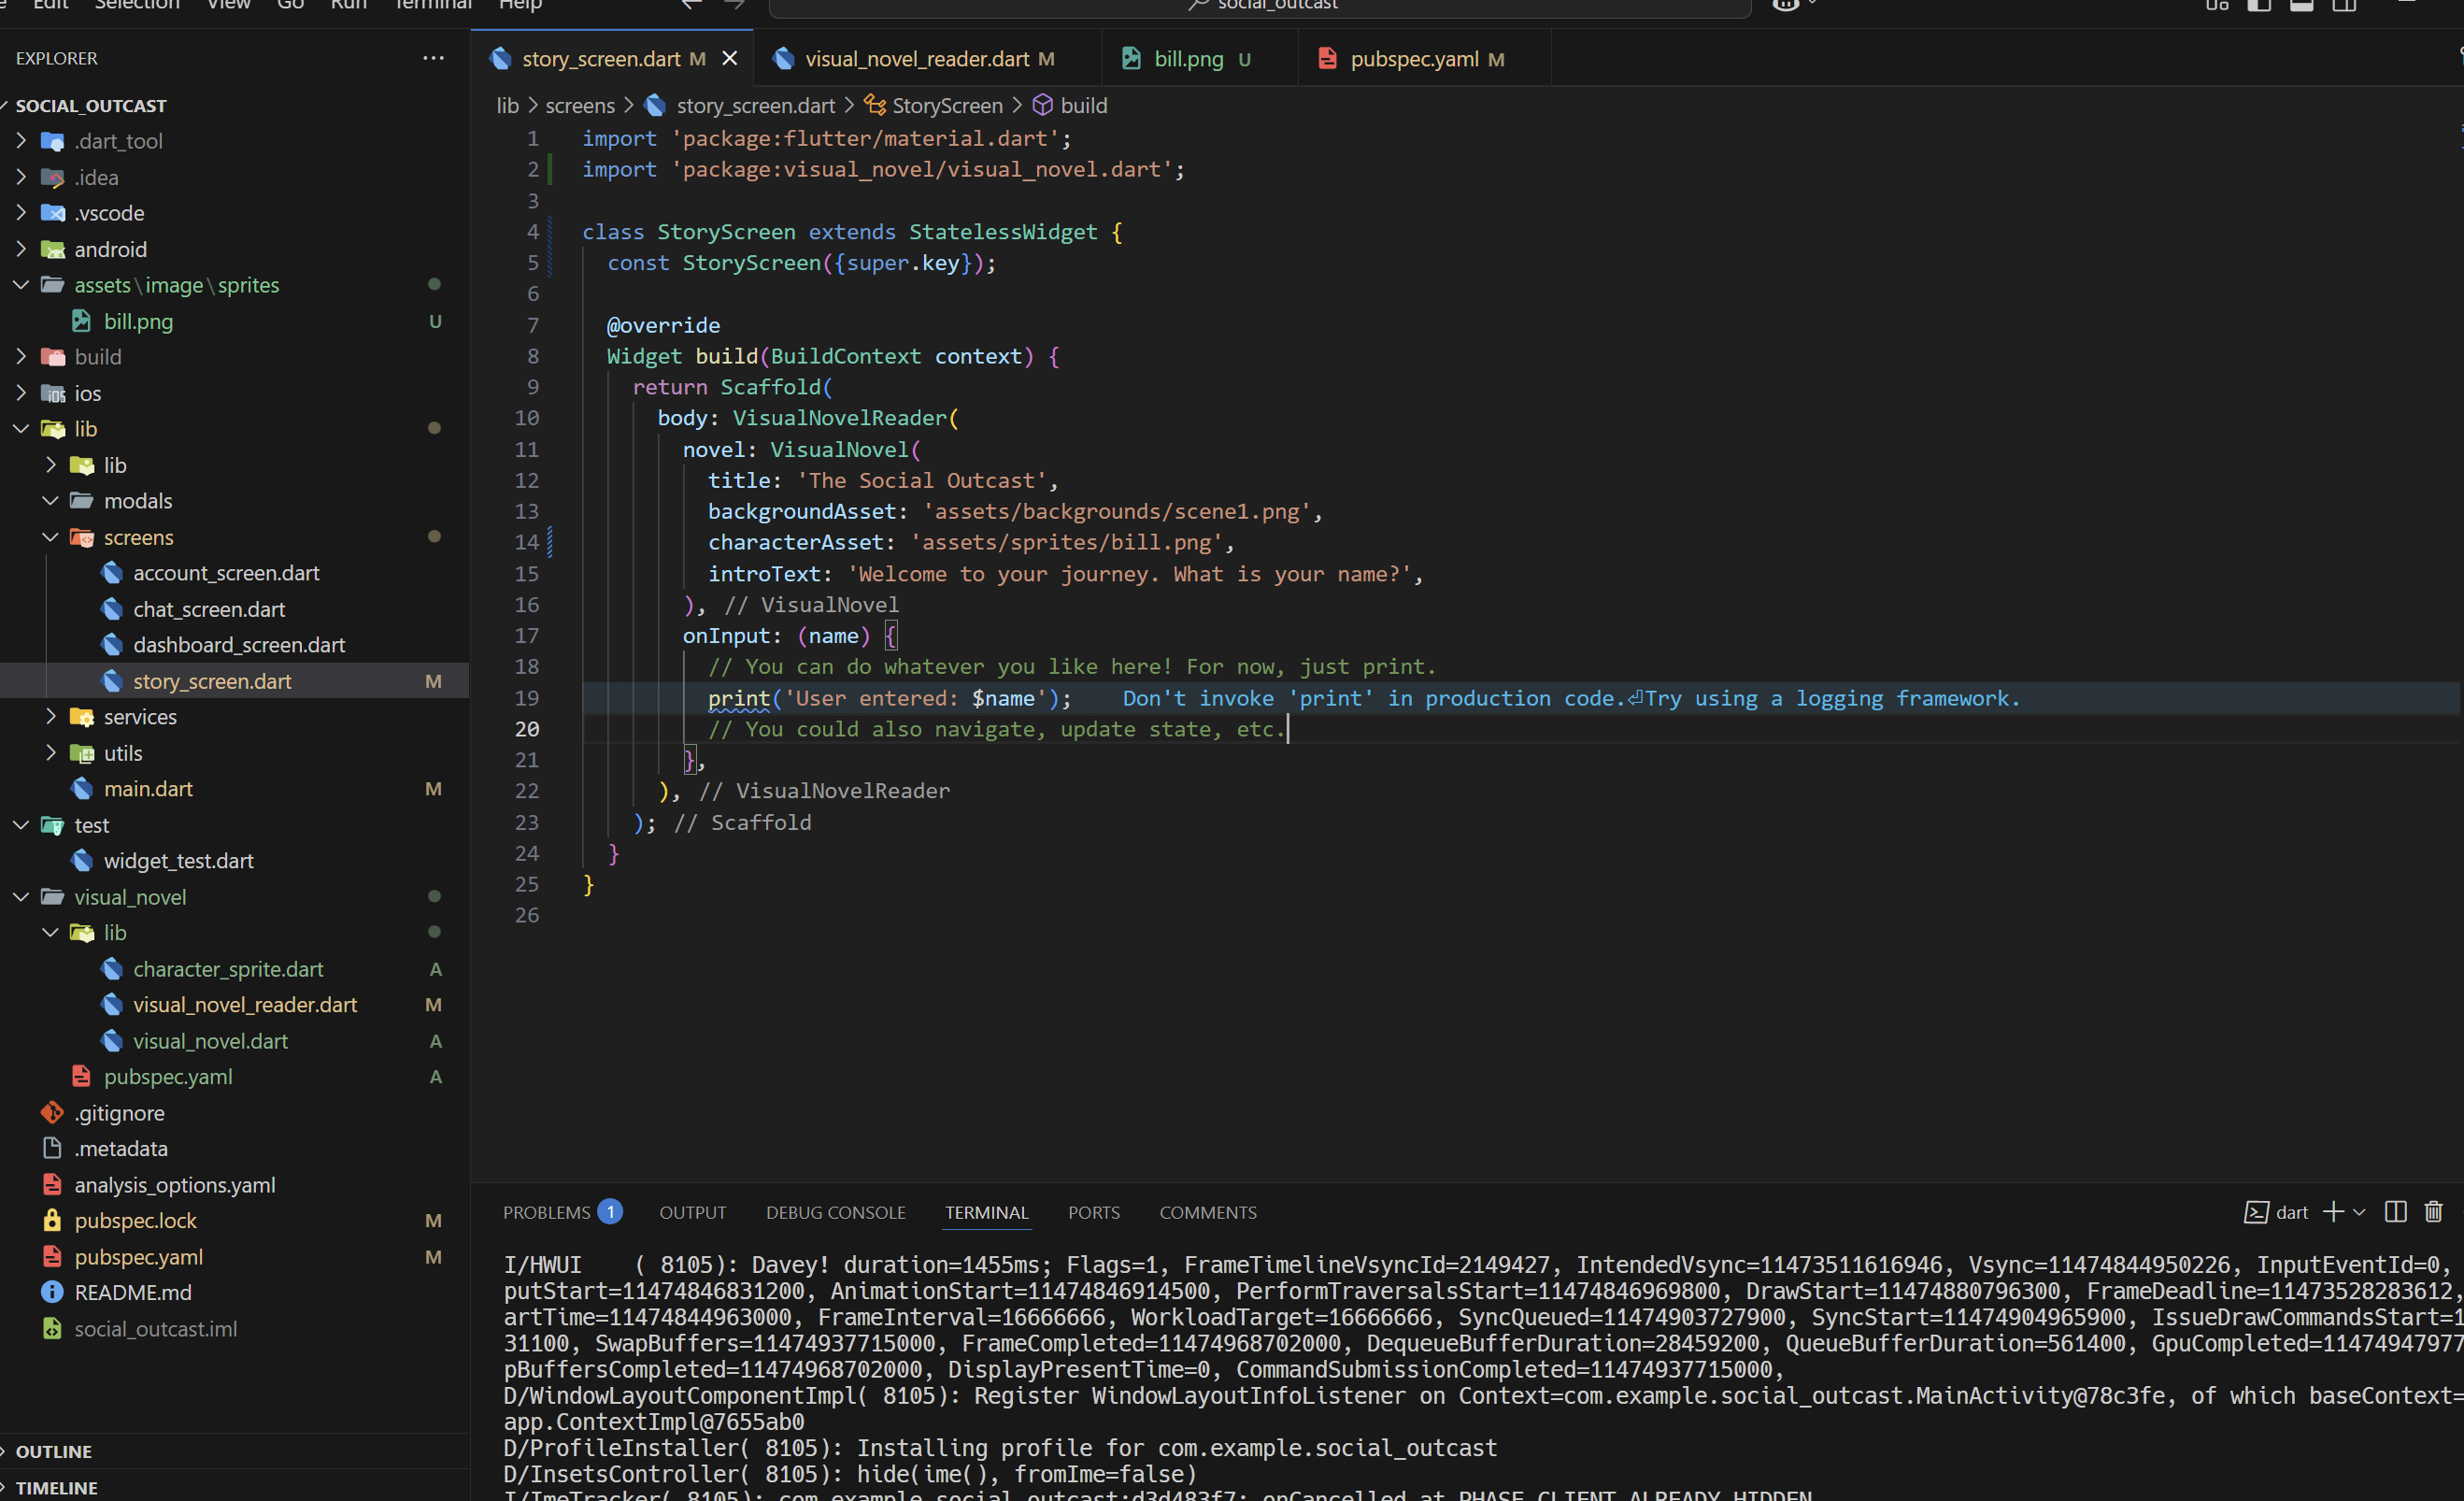 Edit Selection View Go Run Terminal Help
social_outcast
EXPLORER
SOCIAL_OUTCAST
.dart_tool
.idea
.vscode
android
assets\image\sprites
bill.png U
build
ios
lib
lib
modals
screens
account_screen.dart
chat_screen.dart
dashboard_screen.dart
story_screen.dart M
services
utils
main.dart M
test
widget_test.dart
visual_novel
lib
character_sprite.dart A
visual_novel_reader.dart M
visual_novel.dart A
pubspec.yaml A
.gitignore
.metadata
analysis_options.yaml
pubspec.lock M
pubspec.yaml M
README.md
social_outcast.iml
OUTLINE
TIMELINE
story_screen.dart M
visual_novel_reader.dart M
bill.png U
pubspec.yaml M
lib > screens > story_screen.dart > StoryScreen > build
1 import 'package:flutter/material.dart';
2 import 'package:visual_novel/visual_novel.dart';
3
4 class StoryScreen extends StatelessWidget {
5 const StoryScreen({super.key});
6
7 @override
8 Widget build(BuildContext context) {
9 return Scaffold(
10 body: VisualNovelReader(
11 novel: VisualNovel(
12 title: 'The Social Outcast',
13 backgroundAsset: 'assets/backgrounds/scene1.png',
14 characterAsset: 'assets/sprites/bill.png',
15 introText: 'Welcome to your journey. What is your name?',
16 ), // VisualNovel
17 onInput: (name) {
18 // You can do whatever you like here! For now, just print.
19 print('User entered: $name'); Don't invoke 'print' in production code.⏎Try using a logging framework.
20 // You could also navigate, update state, etc.
21 },
22 ), // VisualNovelReader
23 ); // Scaffold
24 }
25 }
26
PROBLEMS 1 OUTPUT DEBUG CONSOLE TERMINAL PORTS COMMENTS
dart
I/HWUI ( 8105): Davey! duration=1455ms; Flags=1, FrameTimelineVsyncId=2149427, IntendedVsync=11473511616946, Vsync=11474844950226, InputEventId=0,
putStart=11474846831200, AnimationStart=11474846914500, PerformTraversalsStart=11474846969800, DrawStart=11474880796300, FrameDeadline=11473528283612,
artTime=11474844963000, FrameInterval=16666666, WorkloadTarget=16666666, SyncQueued=11474903727900, SyncStart=11474904965900, IssueDrawCommandsStart=1
31100, SwapBuffers=11474937715000, FrameCompleted=11474968702000, DequeueBufferDuration=28459200, QueueBufferDuration=561400, GpuCompleted=11474947977
pBuffersCompleted=11474968702000, DisplayPresentTime=0, CommandSubmissionCompleted=11474937715000,
D/WindowLayoutComponentImpl( 8105): Register WindowLayoutInfoListener on Context=com.example.social_outcast.MainActivity@78c3fe, of which baseContext=
app.ContextImpl@7655ab0
D/ProfileInstaller( 8105): Installing profile for com.example.social_outcast
D/InsetsController( 8105): hide(ime(), fromIme=false)
I/ImeTracker( 8105): com.example.social_outcast:d3d483f7: onCancelled at PHASE_CLIENT_ALREADY_HIDDEN